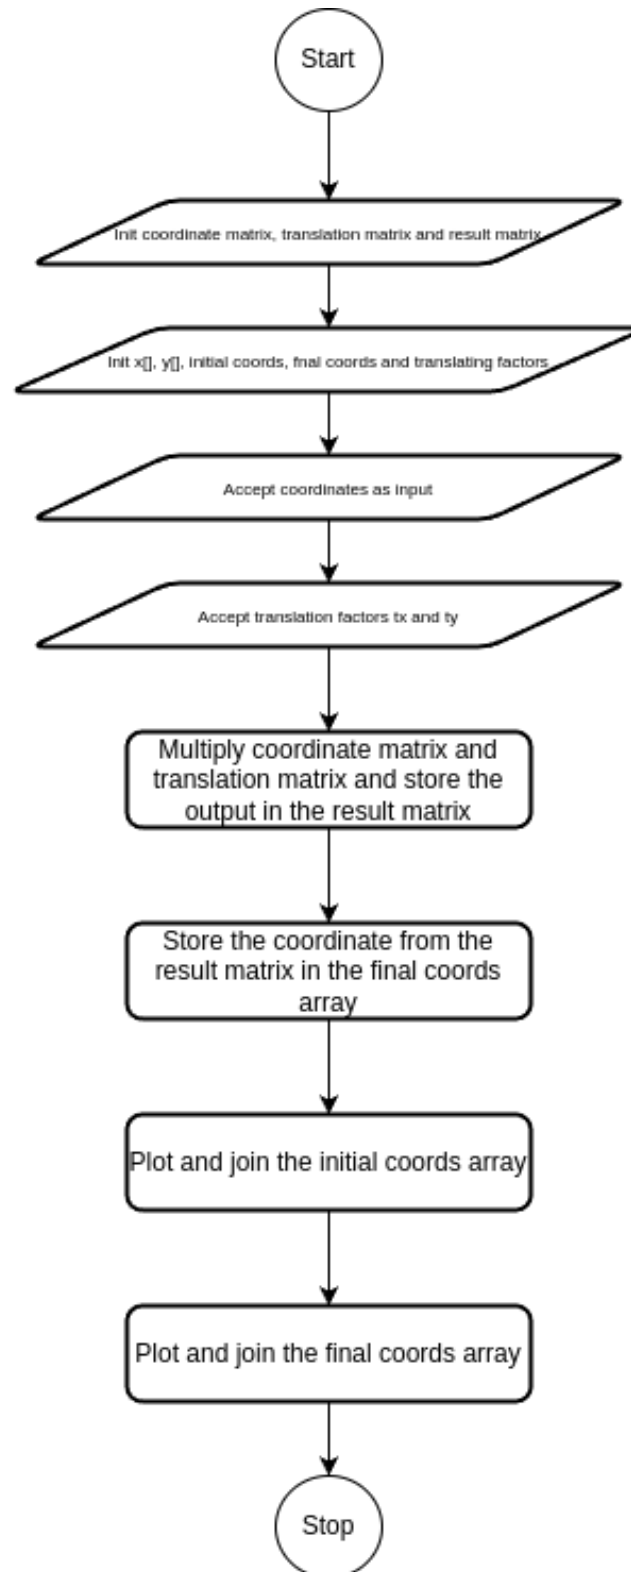 Start
Init coordinate matrix, translation matrix and result matrix
Init x[], y[], initial coords, fnal coords and translating factors
Accept coordinates as input
Accept translation factors tx and ty
Multiply coordinate matrix and
translation matrix and store the
output in the result matrix
Store the coordinate from the
result matrix in the final coords
array
Plot and join the initial coords array
Plot and join the final coords array
Stop